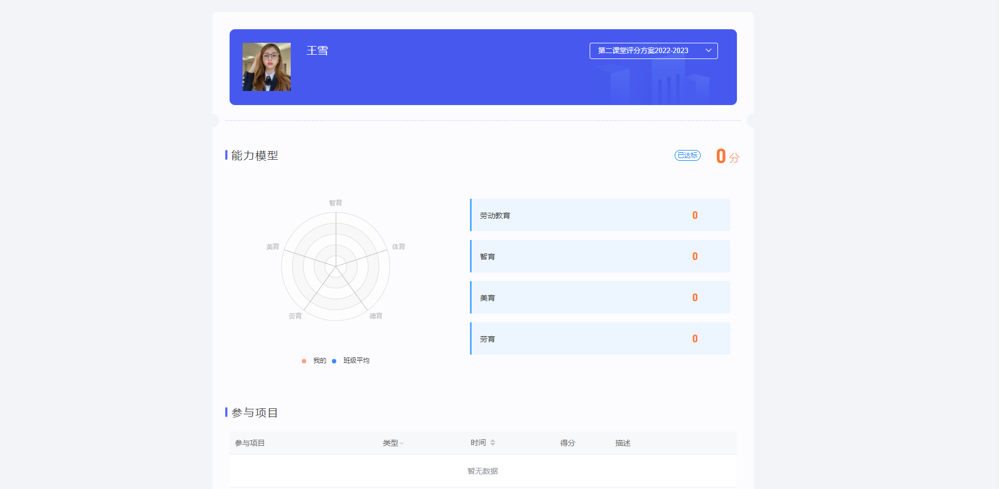 王雪
第二课堂评分方案2022-2023
能力模型
已达标
0 分
智育
美育
体育
劳育
德育
我的
班级平均
劳动教育 0
智育 0
美育 0
劳育 0
参与项目
参与项目 类型 时间 得分 描述
暂无数据